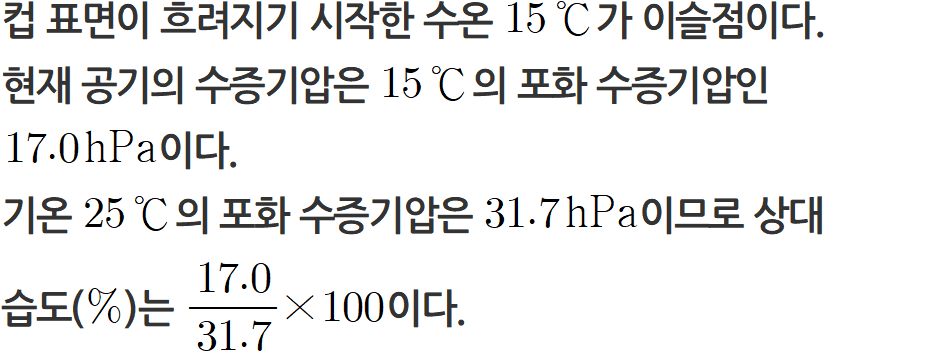 컵 표면이 흐려지기 시작한 수온 15℃가 이슬점이다.
현재 공기의 수증기압은 15℃의 포화 수증기압인
17.0hPa이다.
기온 25℃의 포화 수증기압은 31.7hPa이므로 상대
습도(%)는 \frac{17.0}{31.7}×100이다.